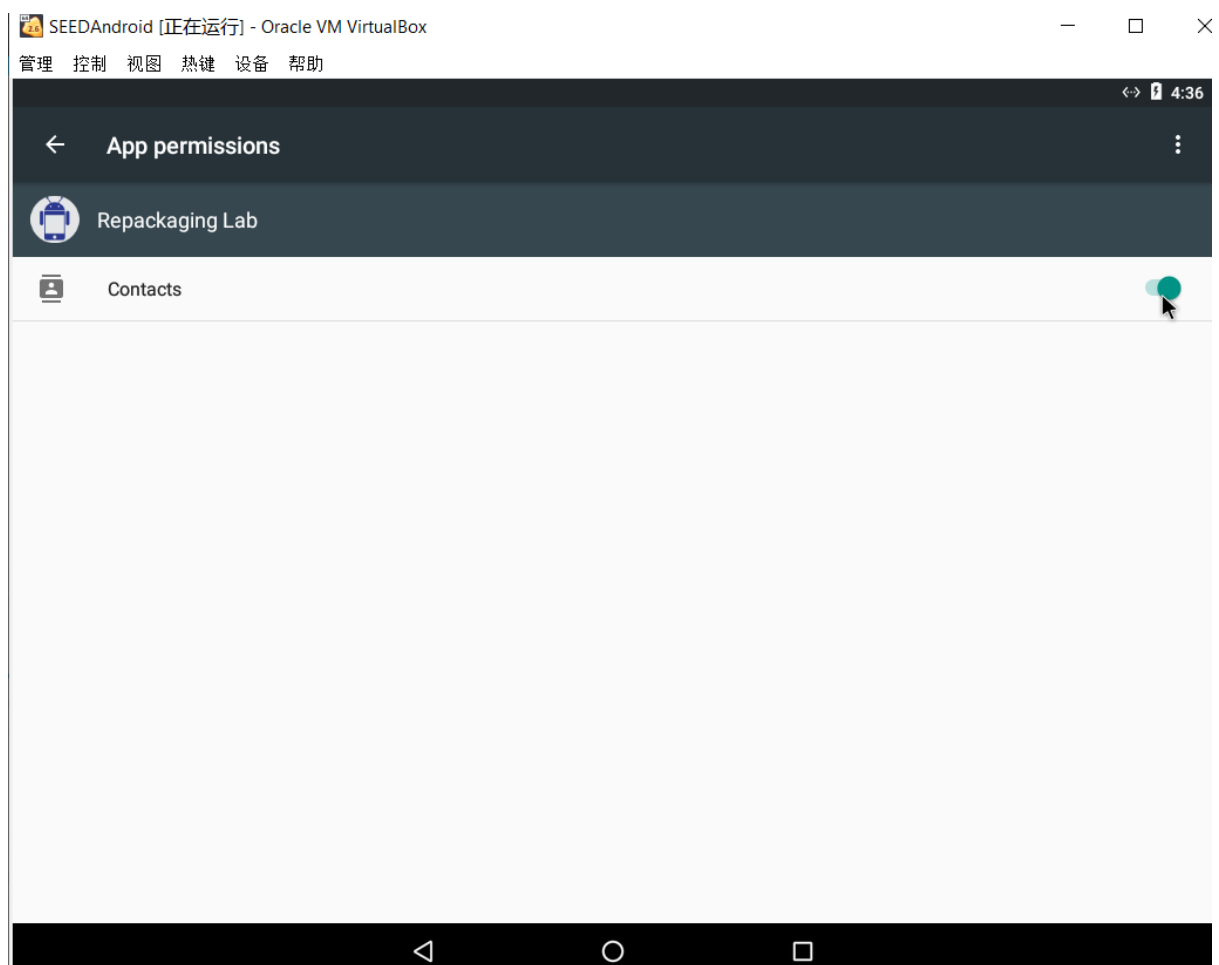 SEEDAndroid [正在运行] - Oracle VM VirtualBox
管理 控制 视图 热键 设备 帮助
4:36
App permissions
Repackaging Lab
Contacts